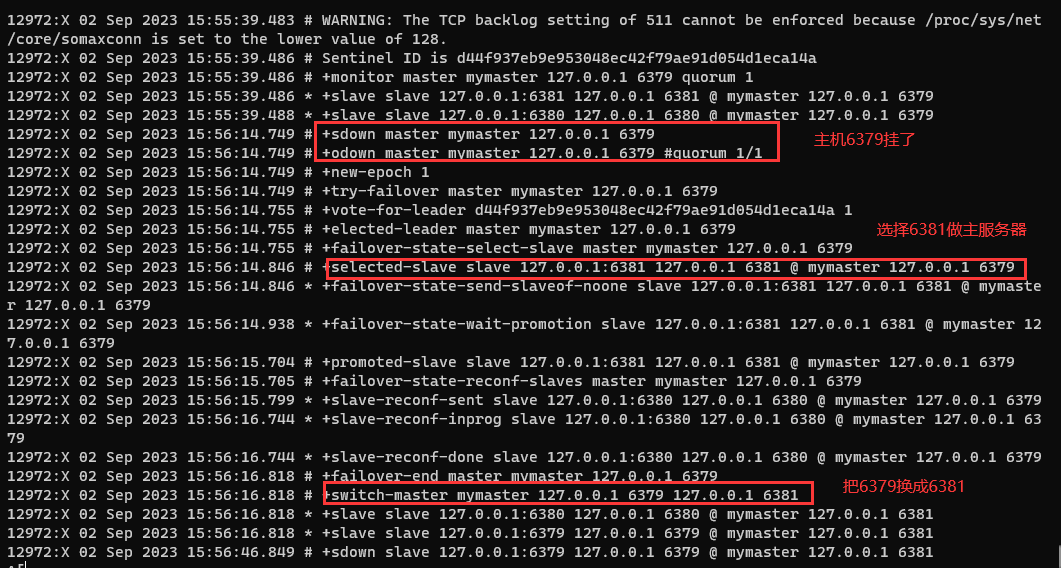 12972:X 02 Sep 2023 15:55:39.483 # WARNING: The TCP backlog setting of 511 cannot be enforced because /proc/sys/net
/core/somaxconn is set to the lower value of 128.
12972:X 02 Sep 2023 15:55:39.486 # Sentinel ID is d44f937eb9e953048ec42f79ae91d054d1eca14a
12972:X 02 Sep 2023 15:55:39.486 # +monitor master mymaster 127.0.0.1 6379 quorum 1
12972:X 02 Sep 2023 15:55:39.486 * +slave slave 127.0.0.1:6381 127.0.0.1 6381 @ mymaster 127.0.0.1 6379
12972:X 02 Sep 2023 15:55:39.488 * +slave slave 127.0.0.1:6380 127.0.0.1 6380 @ mymaster 127.0.0.1 6379
12972:X 02 Sep 2023 15:56:14.749 # +sdown master mymaster 127.0.0.1 6379
主机6379挂了
12972:X 02 Sep 2023 15:56:14.749 # +odown master mymaster 127.0.0.1 6379 #quorum 1/1
12972:X 02 Sep 2023 15:56:14.749 # +new-epoch 1
12972:X 02 Sep 2023 15:56:14.749 # +try-failover master mymaster 127.0.0.1 6379
12972:X 02 Sep 2023 15:56:14.755 # +vote-for-leader d44f937eb9e953048ec42f79ae91d054d1eca14a 1
12972:X 02 Sep 2023 15:56:14.755 # +elected-leader master mymaster 127.0.0.1 6379
选择6381做主服务器
12972:X 02 Sep 2023 15:56:14.755 # +failover-state-select-slave master mymaster 127.0.0.1 6379
12972:X 02 Sep 2023 15:56:14.846 # +selected-slave slave 127.0.0.1:6381 127.0.0.1 6381 @ mymaster 127.0.0.1 6379
12972:X 02 Sep 2023 15:56:14.846 * +failover-state-send-slaveof-noone slave 127.0.0.1:6381 127.0.0.1 6381 @ mymaste
r 127.0.0.1 6379
12972:X 02 Sep 2023 15:56:14.938 * +failover-state-wait-promotion slave 127.0.0.1:6381 127.0.0.1 6381 @ mymaster 12
7.0.0.1 6379
12972:X 02 Sep 2023 15:56:15.704 # +promoted-slave slave 127.0.0.1:6381 127.0.0.1 6381 @ mymaster 127.0.0.1 6379
12972:X 02 Sep 2023 15:56:15.705 # +failover-state-reconf-slaves master mymaster 127.0.0.1 6379
12972:X 02 Sep 2023 15:56:15.799 * +slave-reconf-sent slave 127.0.0.1:6380 127.0.0.1 6380 @ mymaster 127.0.0.1 6379
12972:X 02 Sep 2023 15:56:16.744 * +slave-reconf-inprog slave 127.0.0.1:6380 127.0.0.1 6380 @ mymaster 127.0.0.1 63
79
12972:X 02 Sep 2023 15:56:16.744 * +slave-reconf-done slave 127.0.0.1:6380 127.0.0.1 6380 @ mymaster 127.0.0.1 6379
12972:X 02 Sep 2023 15:56:16.818 # +failover-end master mymaster 127.0.0.1 6379
把6379换成6381
12972:X 02 Sep 2023 15:56:16.818 # +switch-master mymaster 127.0.0.1 6379 127.0.0.1 6381
12972:X 02 Sep 2023 15:56:16.818 * +slave slave 127.0.0.1:6380 127.0.0.1 6380 @ mymaster 127.0.0.1 6381
12972:X 02 Sep 2023 15:56:16.818 * +slave slave 127.0.0.1:6379 127.0.0.1 6379 @ mymaster 127.0.0.1 6381
12972:X 02 Sep 2023 15:56:46.849 # +sdown slave 127.0.0.1:6379 127.0.0.1 6379 @ mymaster 127.0.0.1 6381